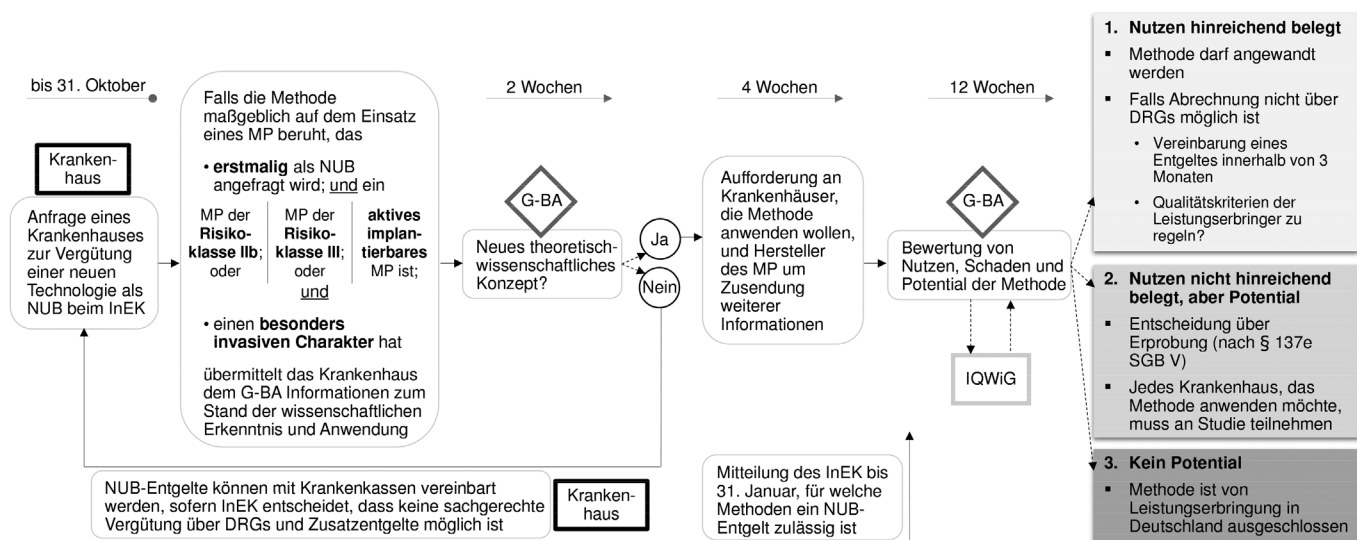 bis 31. Oktober
Kranken-
haus
Anfrage eines
Krankenhauses
zur Vergütung
einer neuen
Technologie als
NUB beim InEK
Falls die Methode
maßgeblich auf dem Einsatz
eines MP beruht, das
• erstmalig als NUB
angefragt wird; und ein
MP der
Risiko-
klasse IIb;
oder
MP der
Risiko-
klasse III;
oder
aktives
implan-
tierbares
MP ist;
und
• einen besonders
invasiven Charakter hat
übermittelt das Krankenhaus
dem G-BA Informationen zum
Stand der wissenschaftlichen
Erkenntnis und Anwendung
2 Wochen
G-BA
Neues theoretisch-
wissenschaftliches
Konzept?
Ja
Nein
4 Wochen
Aufforderung an
Krankenhäuser,
die Methode
anwenden wollen,
und Hersteller
des MP um
Zusendung
weiterer
Informationen
12 Wochen
G-BA
Bewertung von
Nutzen, Schaden und
Potential der Methode
IQWiG
1. Nutzen hinreichend belegt
▪ Methode darf angewandt
werden
▪ Falls Abrechnung nicht über
DRGs möglich ist
• Vereinbarung eines
Entgeltes innerhalb von 3
Monaten
• Qualitätskriterien der
Leistungserbringer zu
regeln?
2. Nutzen nicht hinreichend
belegt, aber Potential
▪ Entscheidung über
Erprobung (nach § 137e
SGB V)
▪ Jedes Krankenhaus, das
Methode anwenden möchte,
muss an Studie teilnehmen
3. Kein Potential
▪ Methode ist von
Leistungserbringung in
Deutschland ausgeschlossen
NUB-Entgelte können mit Krankenkassen vereinbart
werden, sofern InEK entscheidet, dass keine sachgerechte
Vergütung über DRGs und Zusatzentgelte möglich ist
Kranken-
haus
Mitteilung des InEK bis
31. Januar, für welche
Methoden ein NUB-
Entgelt zulässig ist